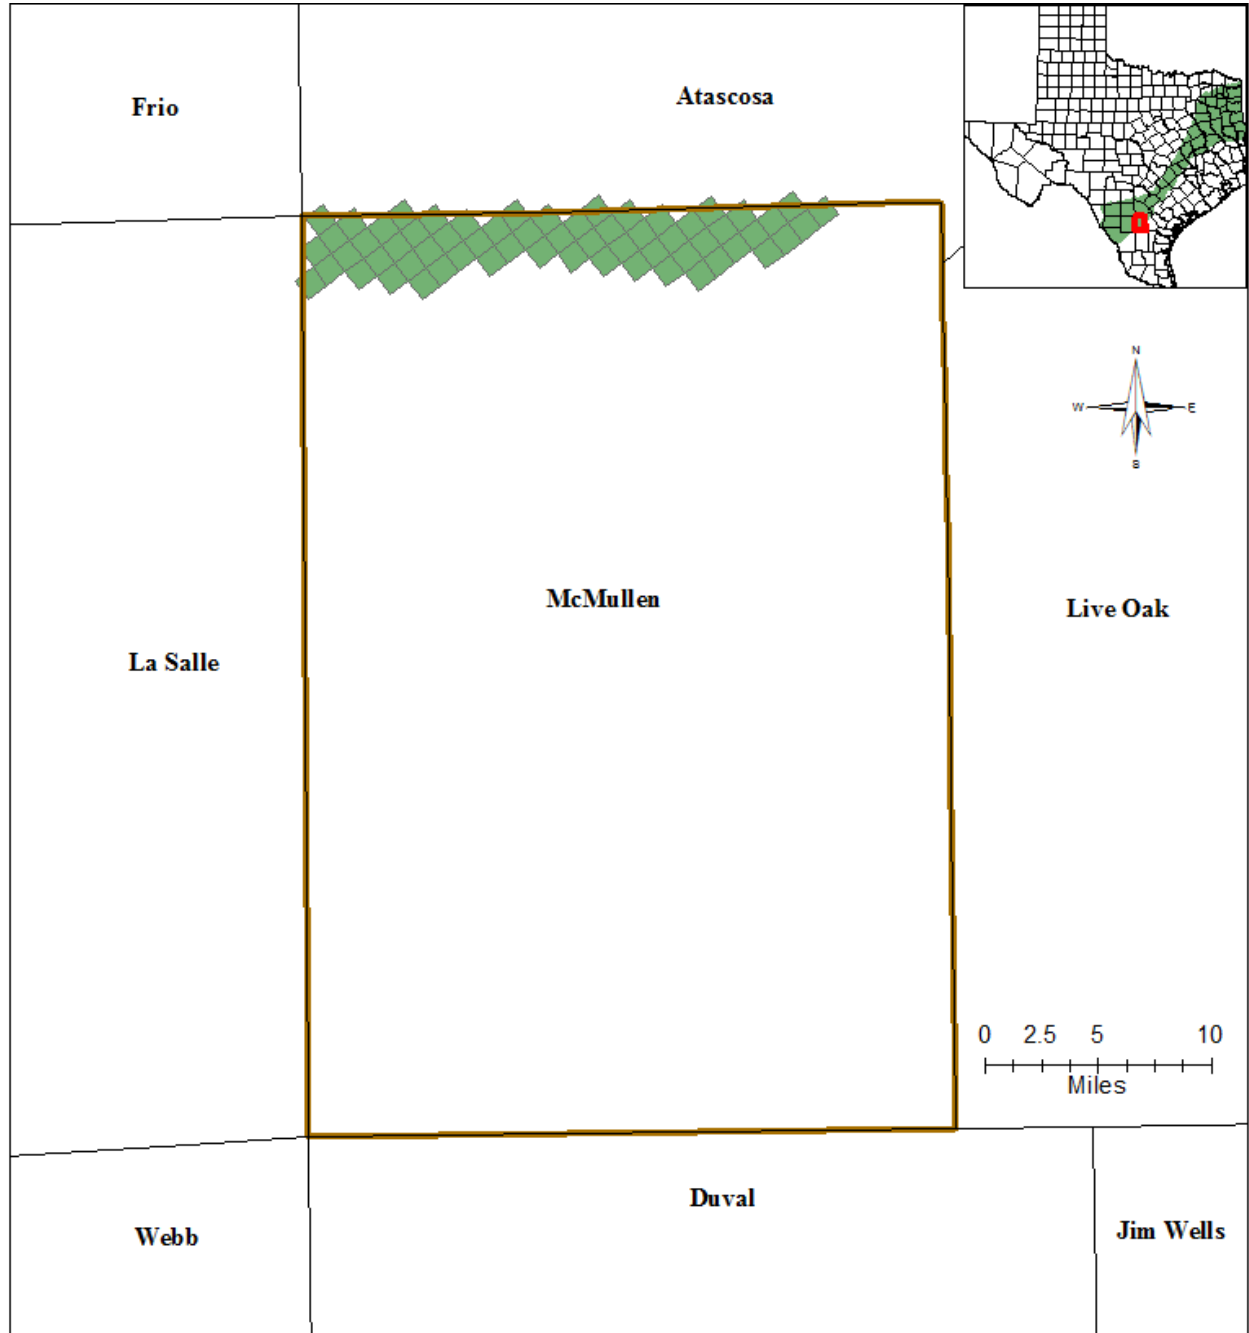 Frio
Atascosa
N
W E
S
McMullen
Live Oak
La Salle
0 2.5 5 10
Miles
Duval
Webb
Jim Wells